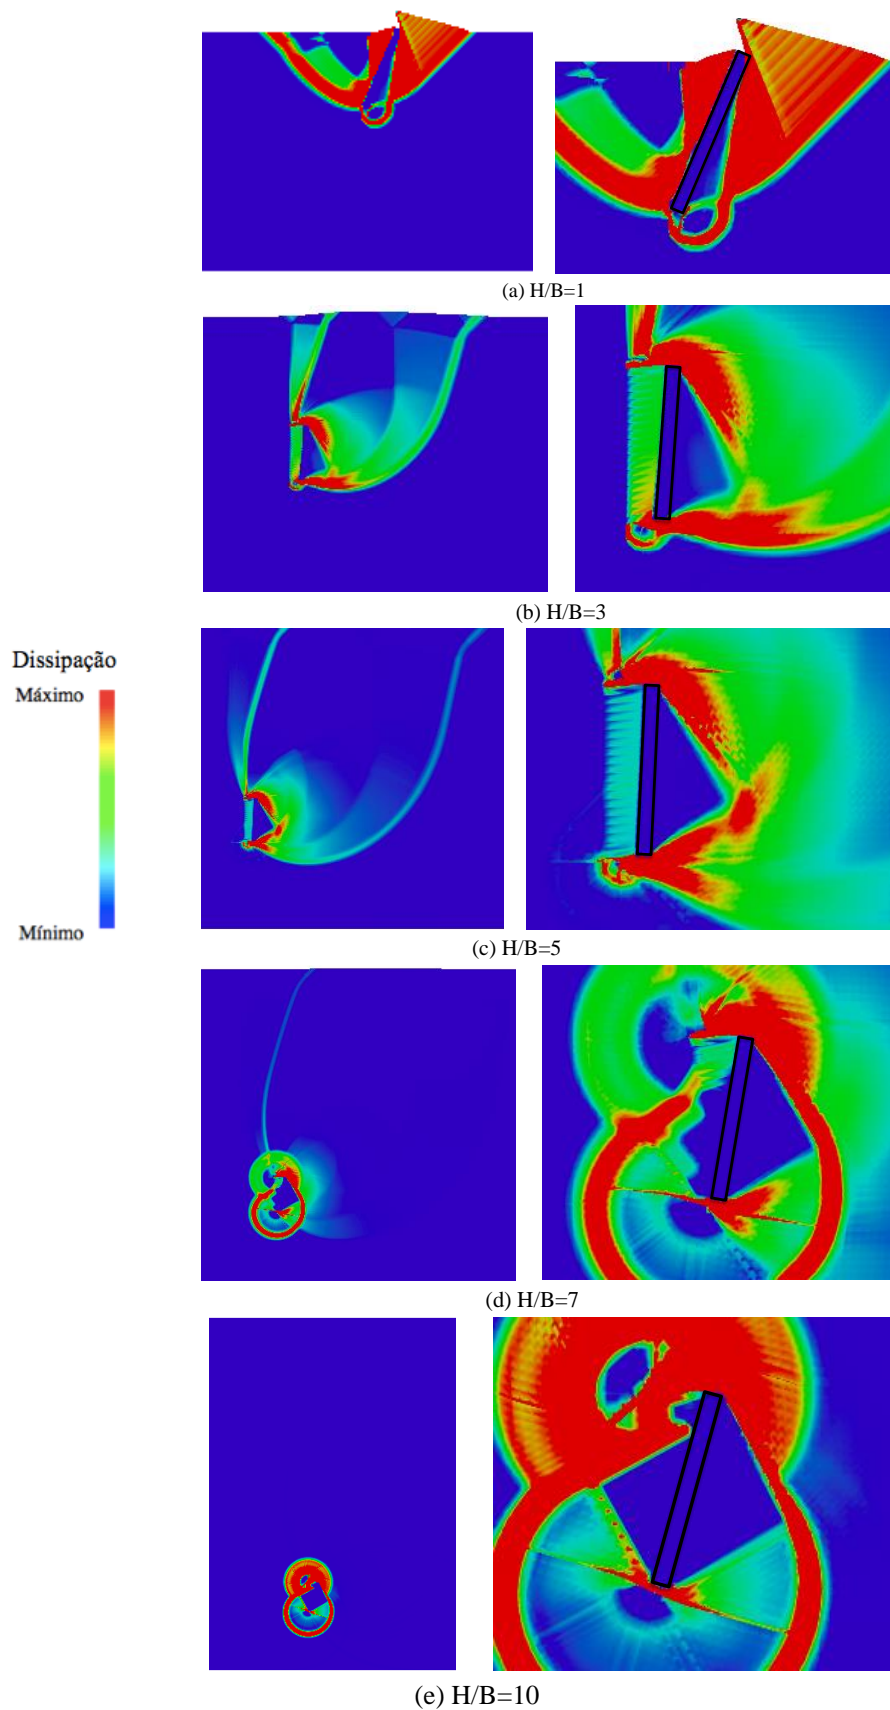 (a) H/B=1
(b) H/B=3
Dissipação
Máximo
Mínimo
(c) H/B=5
(d) H/B=7
(e) H/B=10